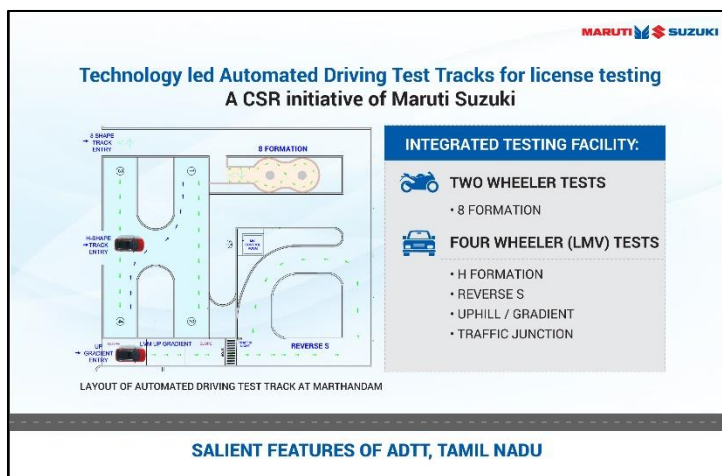 MARUTI SUZUKI
Technology led Automated Driving Test Tracks for license testing
A CSR initiative of Maruti Suzuki
8 SHAPE
TRACK
ENTRY
8 FORMATION
H-SHAPE
TRACK
ENTRY
UP
GRADIENT
ENTRY
LVM UP GRADIENT
REVERSE S
LAYOUT OF AUTOMATED DRIVING TEST TRACK AT MARTHANDAM
INTEGRATED TESTING FACILITY:
TWO WHEELER TESTS
• 8 FORMATION
FOUR WHEELER (LMV) TESTS
• H FORMATION
• REVERSE S
• UPHILL / GRADIENT
• TRAFFIC JUNCTION
SALIENT FEATURES OF ADTT, TAMIL NADU